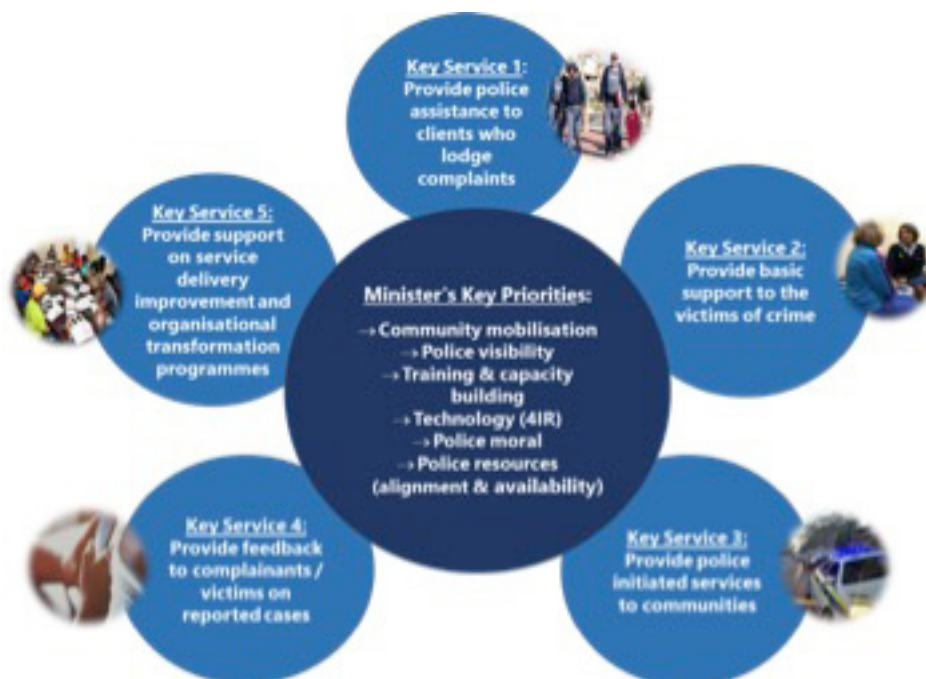 Key Service 1:
Provide police
assistance to
clients who
lodge
complaints
Key Service 2:
Provide basic
support to the
victims of crime
Key Service 3:
Provide police
initiated services
to communities
Key Service 4:
Provide feedback
to complainants /
victims on
reported cases
Key Service 5:
Provide support
on service
delivery
improvement and
organisational
transformation
programmes
Minister's Key Priorities:
→Community mobilisation
→Police visibility
→Training & capacity
building
→Technology (4IR)
→Police moral
→Police resources
(alignment & availability)